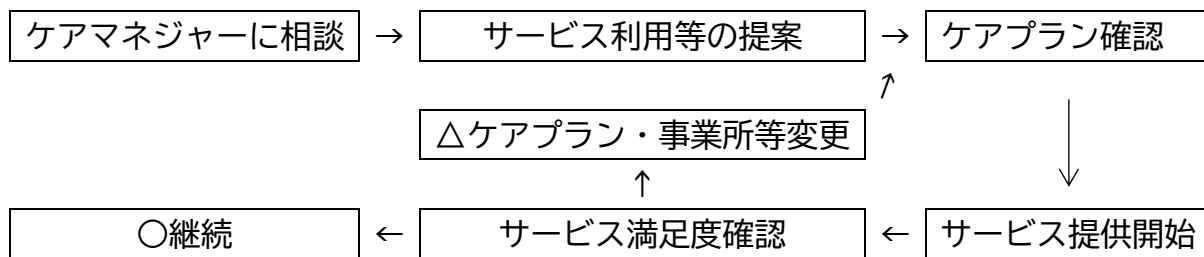 ケアマネジャーに相談 → サービス利用等の提案 → ケアプラン確認
↑
△ケアプラン・事業所等変更 ↓
↑
〇継続 ← サービス満足度確認 ← サービス提供開始